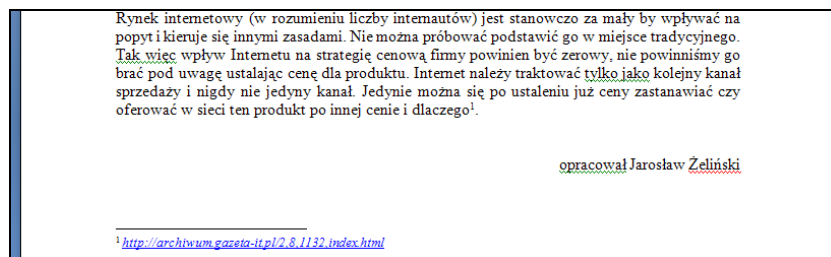 Rynek internetowy (w rozumieniu liczby internautów) jest stanowczo za mały by wpływać na
popyt i kieruje się innymi zasadami. Nie można próbować podstawić go w miejsce tradycyjnego.
Tak więc wpływ Internetu na strategię cenową firmy powinien być zerowy, nie powinniśmy go
brać pod uwagę ustalając cenę dla produktu. Internet należy traktować tylko jako kolejny kanał
sprzedaży i nigdy nie jedyny kanał. Jedynie można się po ustaleniu już ceny zastanawiać czy
oferować w sieci ten produkt po innej cenie i dlaczego¹.
opracował Jarosław Żeliński
¹ http://archiwum.gazeta-it.pl/2,8,1132,index.html